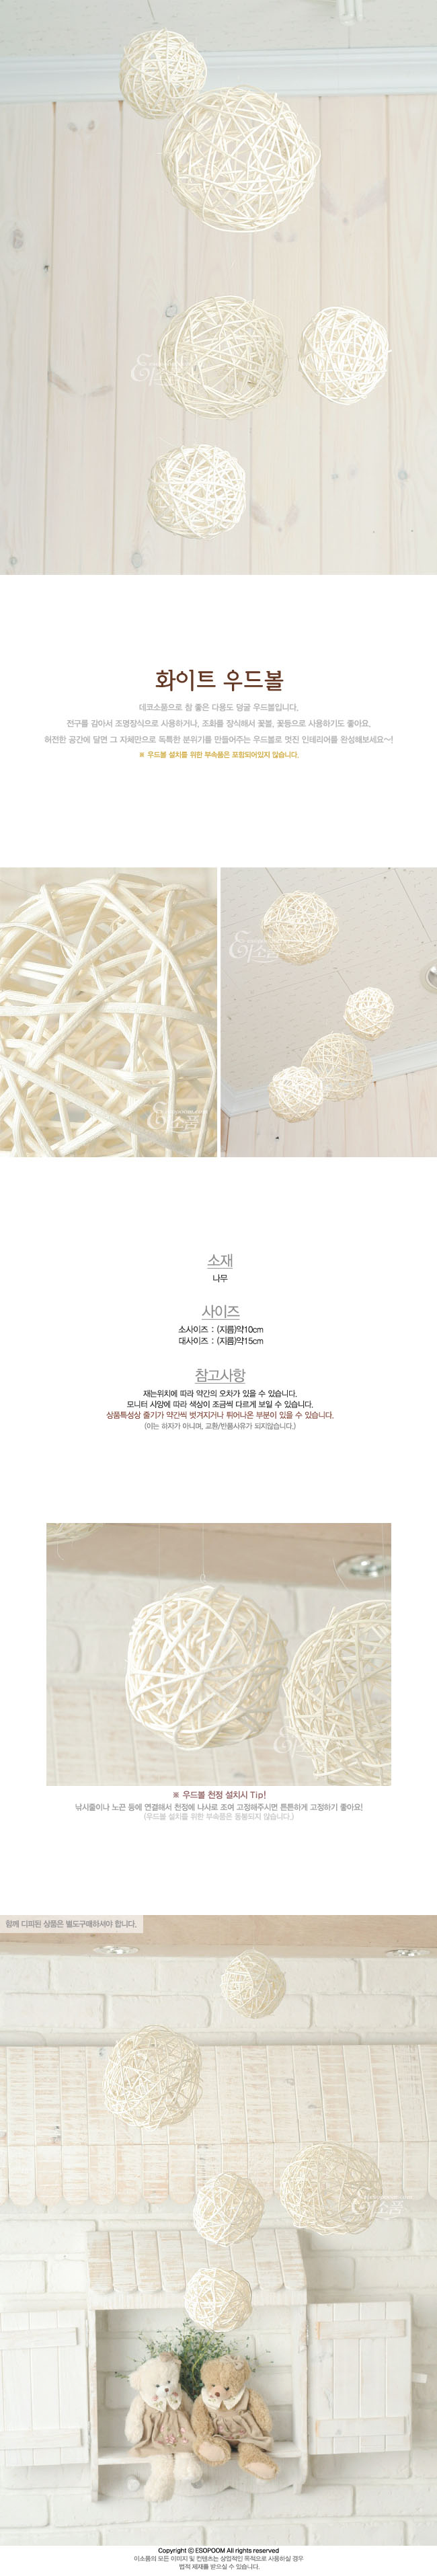 이소품
화이트 우드볼
데코소품으로 참 좋은 다용도 덩굴 우드볼입니다.
전구를 감아서 조명장식으로 사용하거나, 조화를 장식해서 꽃볼, 꽃등으로 사용하기도 좋아요.
허전한 공간에 달면 그 자체만으로 독특한 분위기를 만들어주는 우드볼로 멋진 인테리어를 완성해보세요~!
※ 우드볼 설치를 위한 부속품은 포함되어있지 않습니다.
이소품
이소품
소재
나무
사이즈
소사이즈 : (지름)약10cm
대사이즈 : (지름)약15cm
참고사항
재는위치에 따라 약간의 오차가 있을 수 있습니다.
모니터 사양에 따라 색상이 조금씩 다르게 보일 수 있습니다.
상품특성상 줄기가 약간씩 벗겨지거나 튀어나온 부분이 있을 수 있습니다.
(이는 하자가 아니며, 교환/반품사유가 되지않습니다.)
※ 우드볼 천정 설치시 Tip!
낚시줄이나 노끈 등에 연결해서 천정에 나사로 조여 고정해주시면 튼튼하게 고정하기 좋아요!
(우드볼 설치를 위한 부속품은 동봉되지 않습니다.)
함께 디피된 상품은 별도구매하셔야 합니다.
이소품
Copyright ⓒ ESOPOOM All rights reserved
이소품의 모든 이미지 및 컨텐츠는 상업적인 목적으로 사용하실 경우
법적 제재를 받으실 수 있습니다.